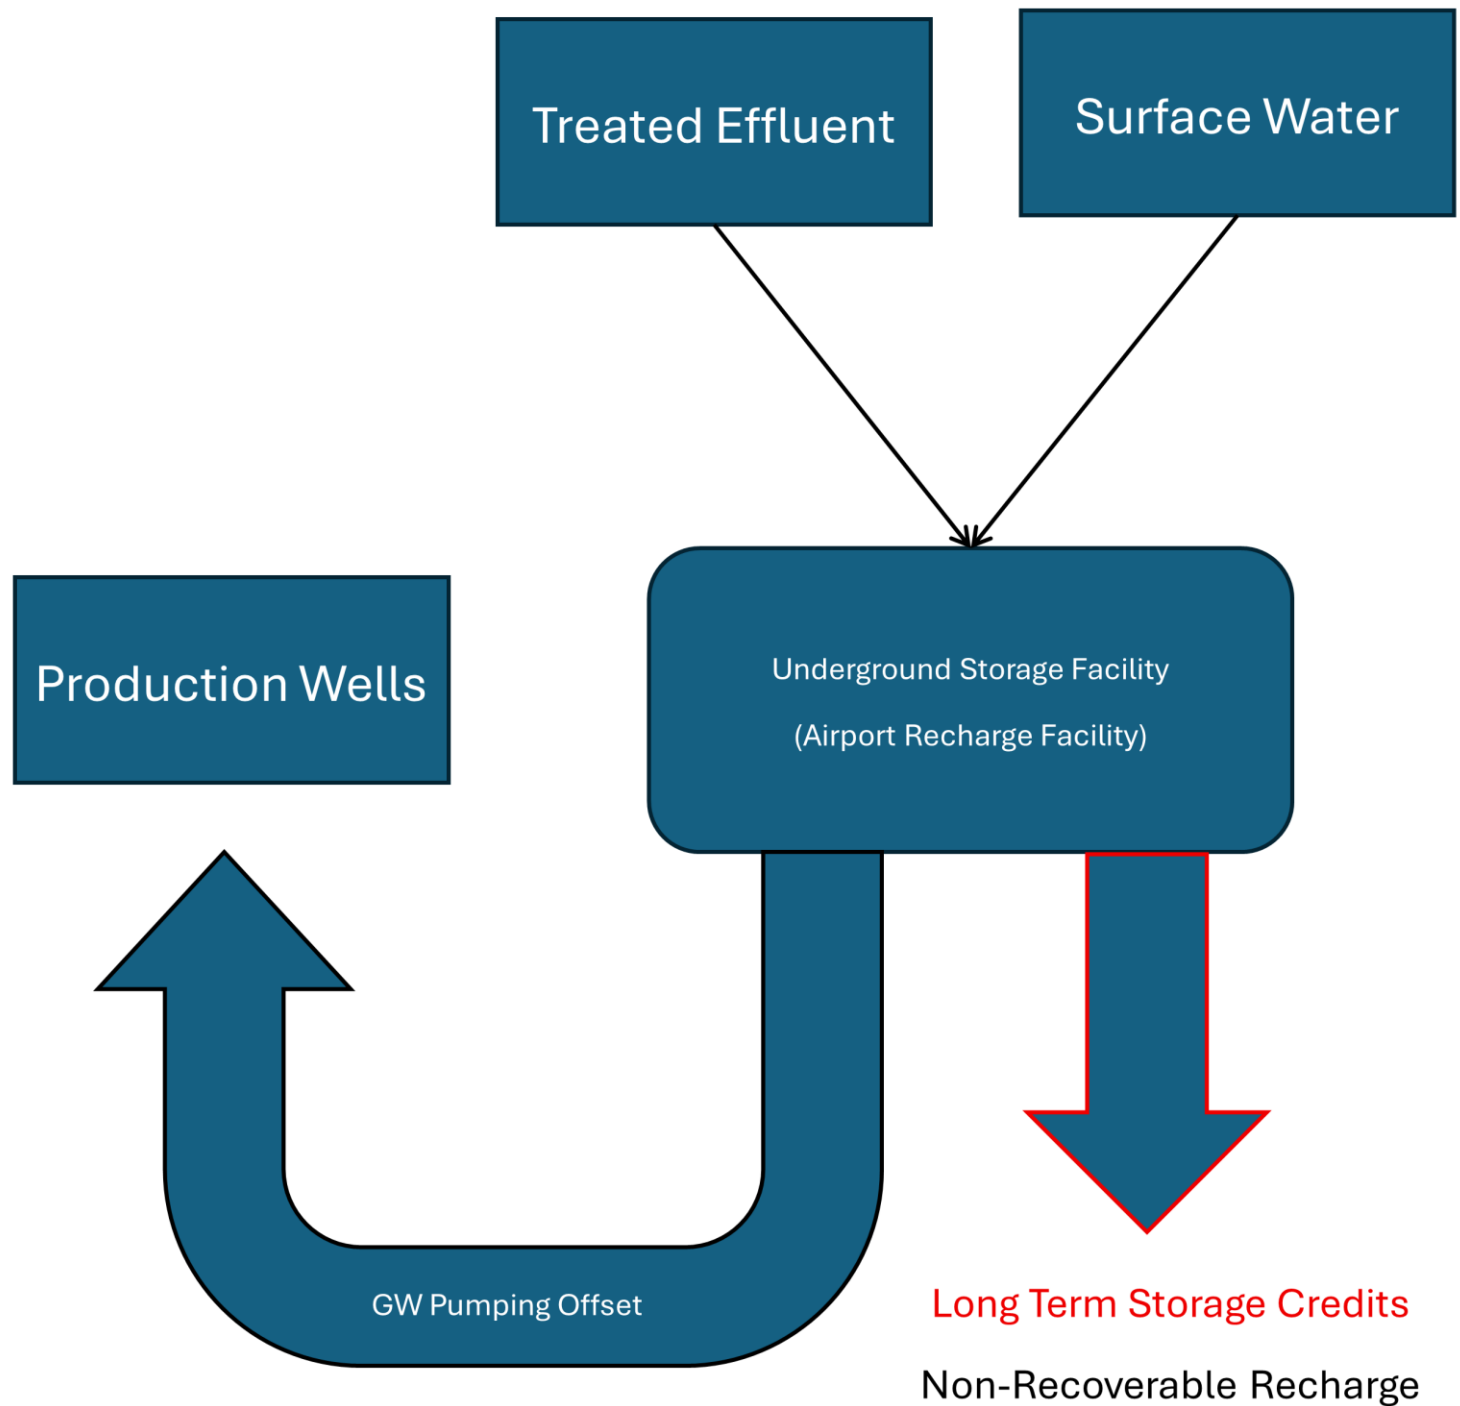 Treated Effluent
Surface Water
Production Wells
Underground Storage Facility
(Airport Recharge Facility)
GW Pumping Offset
Long Term Storage Credits
Non-Recoverable Recharge